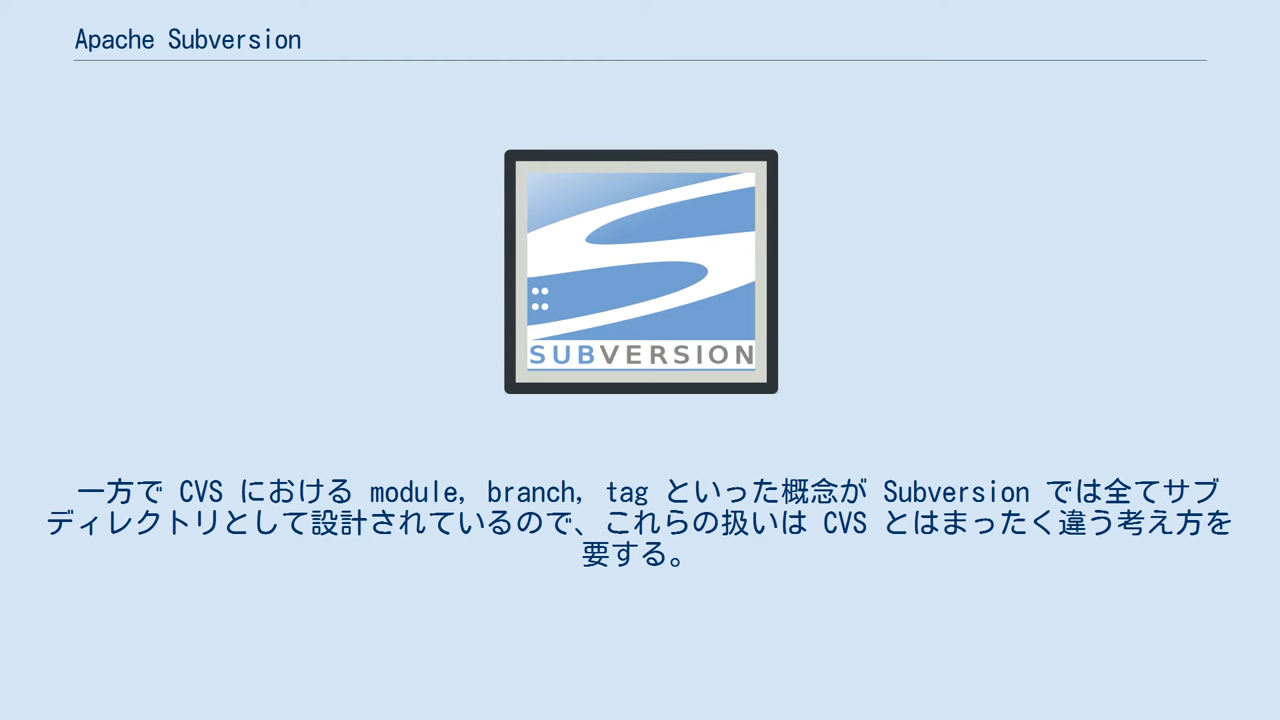 Apache Subversion
SUBVERSION
一方で CVS における module, branch, tag といった概念が Subversion では全てサブ
ディレクトリとして設計されているので、これらの扱いは CVS とはまったく違う考え方を
要する。